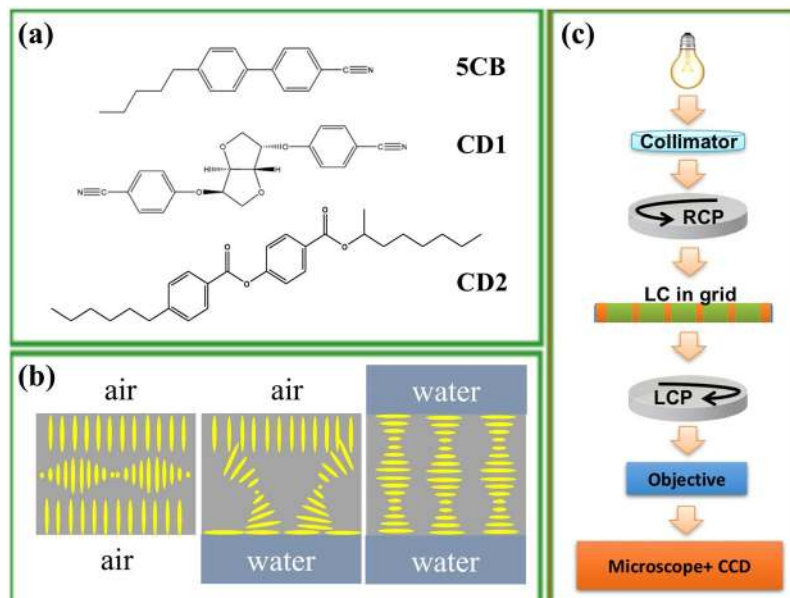 (a)
5CB
C≡N
CD1
O
O
C≡N
H
H
N≡C
O
O
O
O
O
CD2
O
O
(b)
air
air
water
air
water
water
(c)
Collimator
RCP
LC in grid
LCP
Objective
Microscope+ CCD